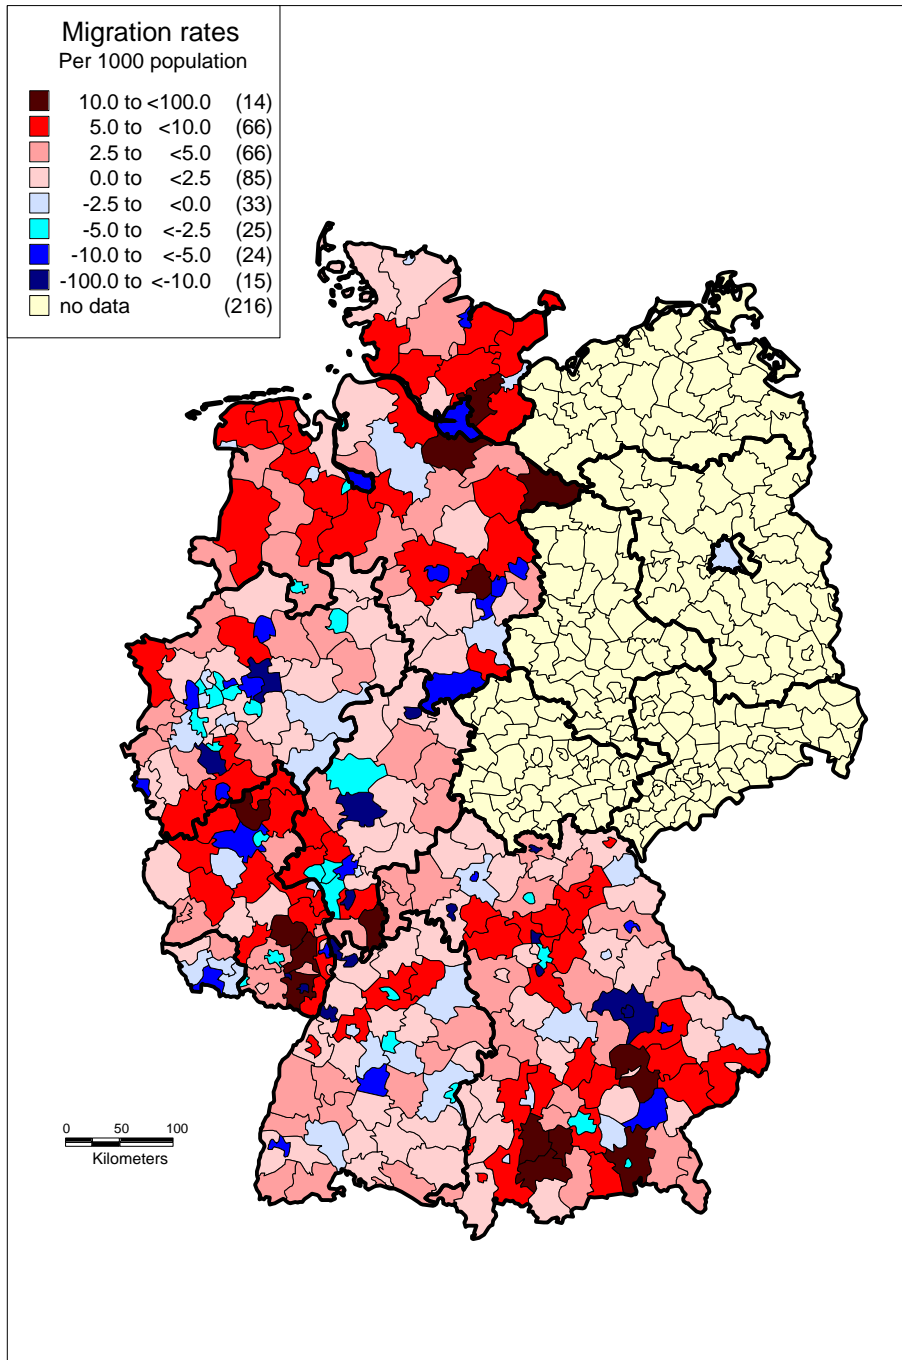 Migration rates
Per 1000 population
10.0 to <100.0 (14)
5.0 to <10.0 (66)
2.5 to <5.0 (66)
0.0 to <2.5 (85)
-2.5 to <0.0 (33)
-5.0 to <-2.5 (25)
-10.0 to <-5.0 (24)
-100.0 to <-10.0 (15)
no data (216)
0 50 100
Kilometers